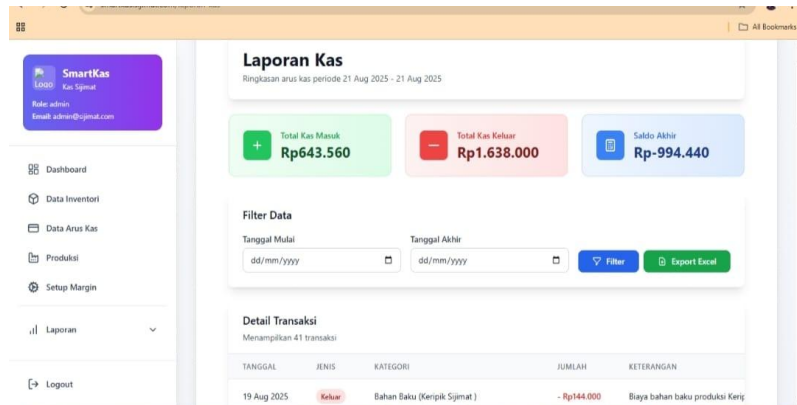 All Bookmarks
Logo
SmartKas
Kas Sijimat
Role: admin
Email: admin@sijimat.com
Dashboard
Data Inventori
Data Arus Kas
Produksi
Setup Margin
Laporan
Logout
Laporan Kas
Ringkasan arus kas periode 21 Aug 2025 - 21 Aug 2025
Total Kas Masuk
Rp643.560
Total Kas Keluar
Rp1.638.000
Saldo Akhir
Rp-994.440
Filter Data
Tanggal Mulai
dd/mm/yyyy
Tanggal Akhir
dd/mm/yyyy
Filter
Export Excel
Detail Transaksi
Menampilkan 41 transaksi
TANGGAL JENIS KATEGORI JUMLAH KETERANGAN
19 Aug 2025 Keluar Bahan Baku (Keripik Sijimat ) - Rp144.000 Biaya bahan baku produksi